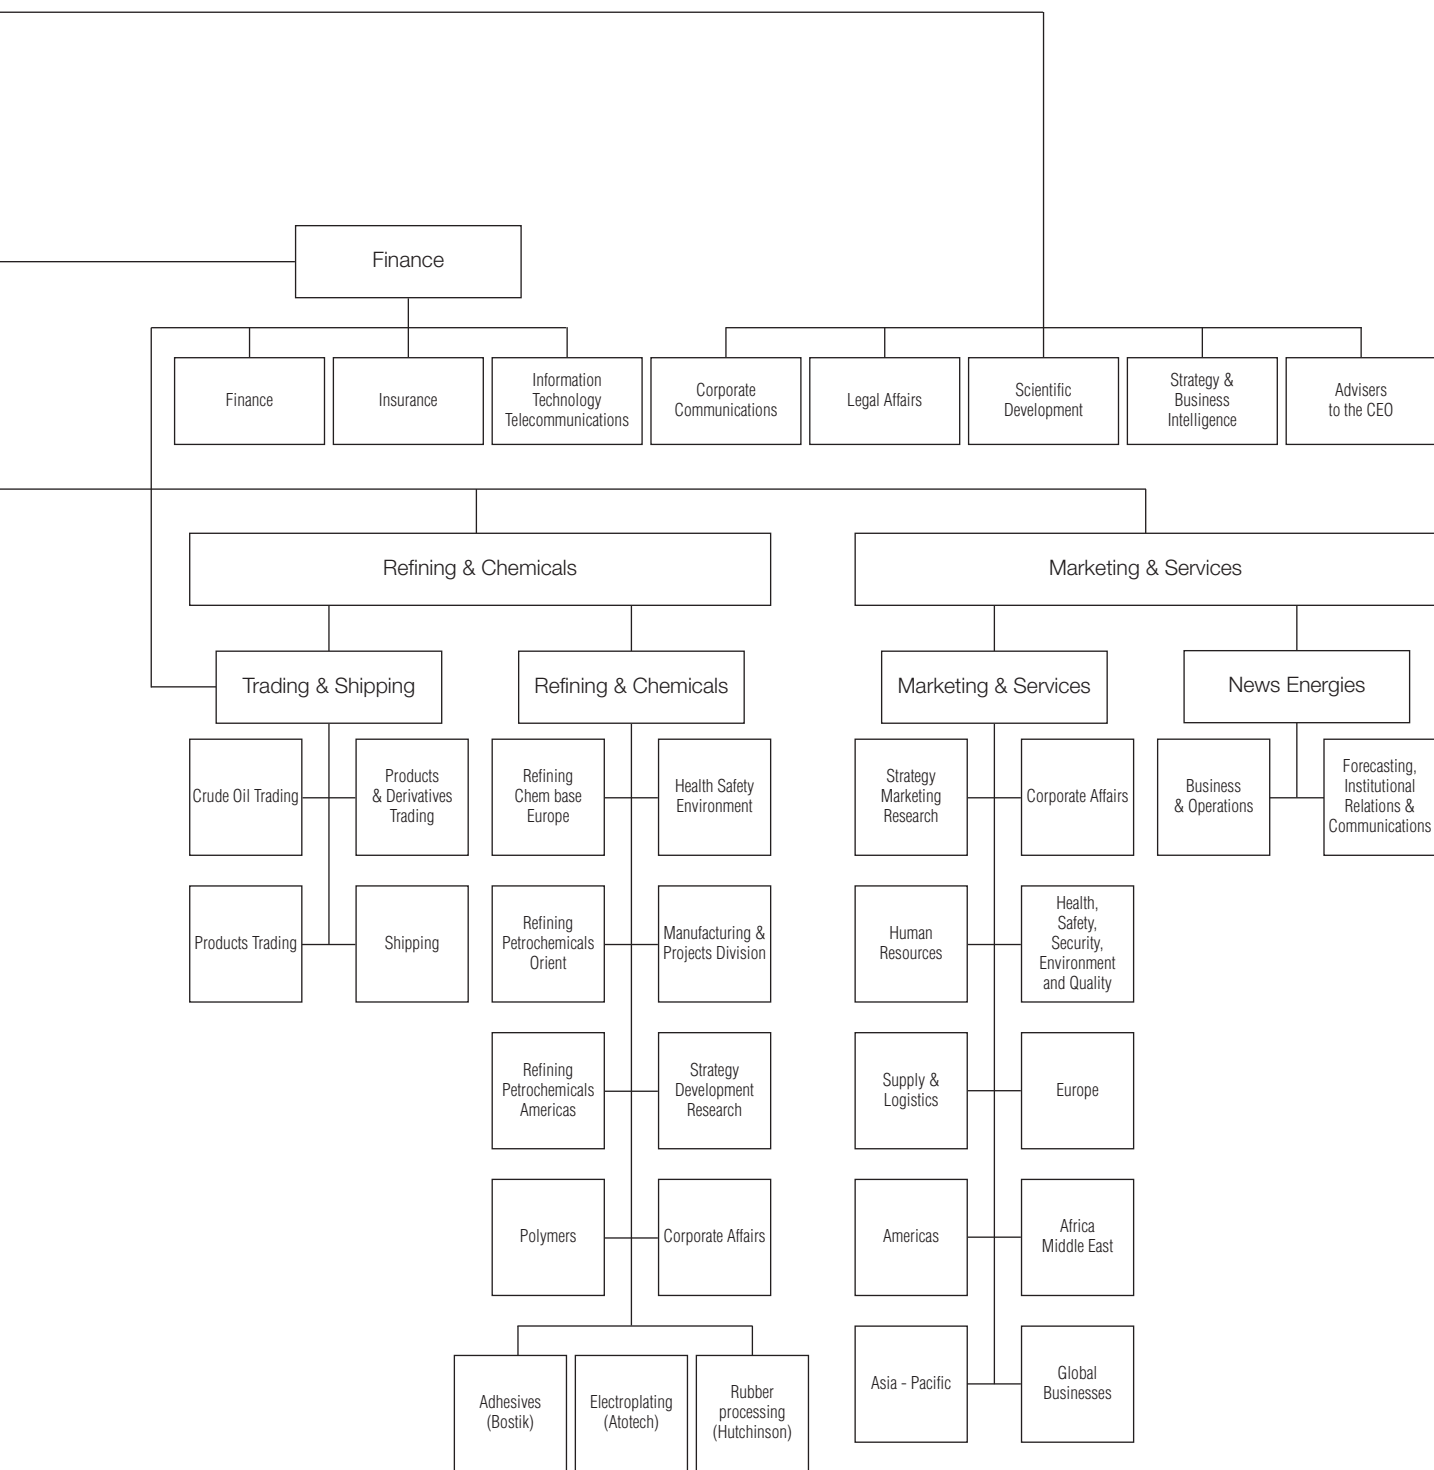 Finance
Finance
Insurance
Information
Technology
Telecommunications
Corporate
Communications
Legal Affairs
Scientific
Development
Strategy &
Business
Intelligence
Advisers
to the CEO
Refining & Chemicals
Marketing & Services
Trading & Shipping
Refining & Chemicals
Marketing & Services
News Energies
Crude Oil Trading
Products
& Derivatives
Trading
Refining
Chem base
Europe
Health Safety
Environment
Strategy
Marketing
Research
Corporate Affairs
Business
& Operations
Forecasting,
Institutional
Relations &
Communications
Products Trading
Shipping
Refining
Petrochemicals
Orient
Manufacturing &
Projects Division
Human
Resources
Health,
Safety,
Security,
Environment
and Quality
Refining
Petrochemicals
Americas
Strategy
Development
Research
Supply &
Logistics
Europe
Polymers
Corporate Affairs
Americas
Africa
Middle East
Adhesives
(Bostik)
Electroplating
(Atotech)
Rubber
processing
(Hutchinson)
Asia - Pacific
Global
Businesses